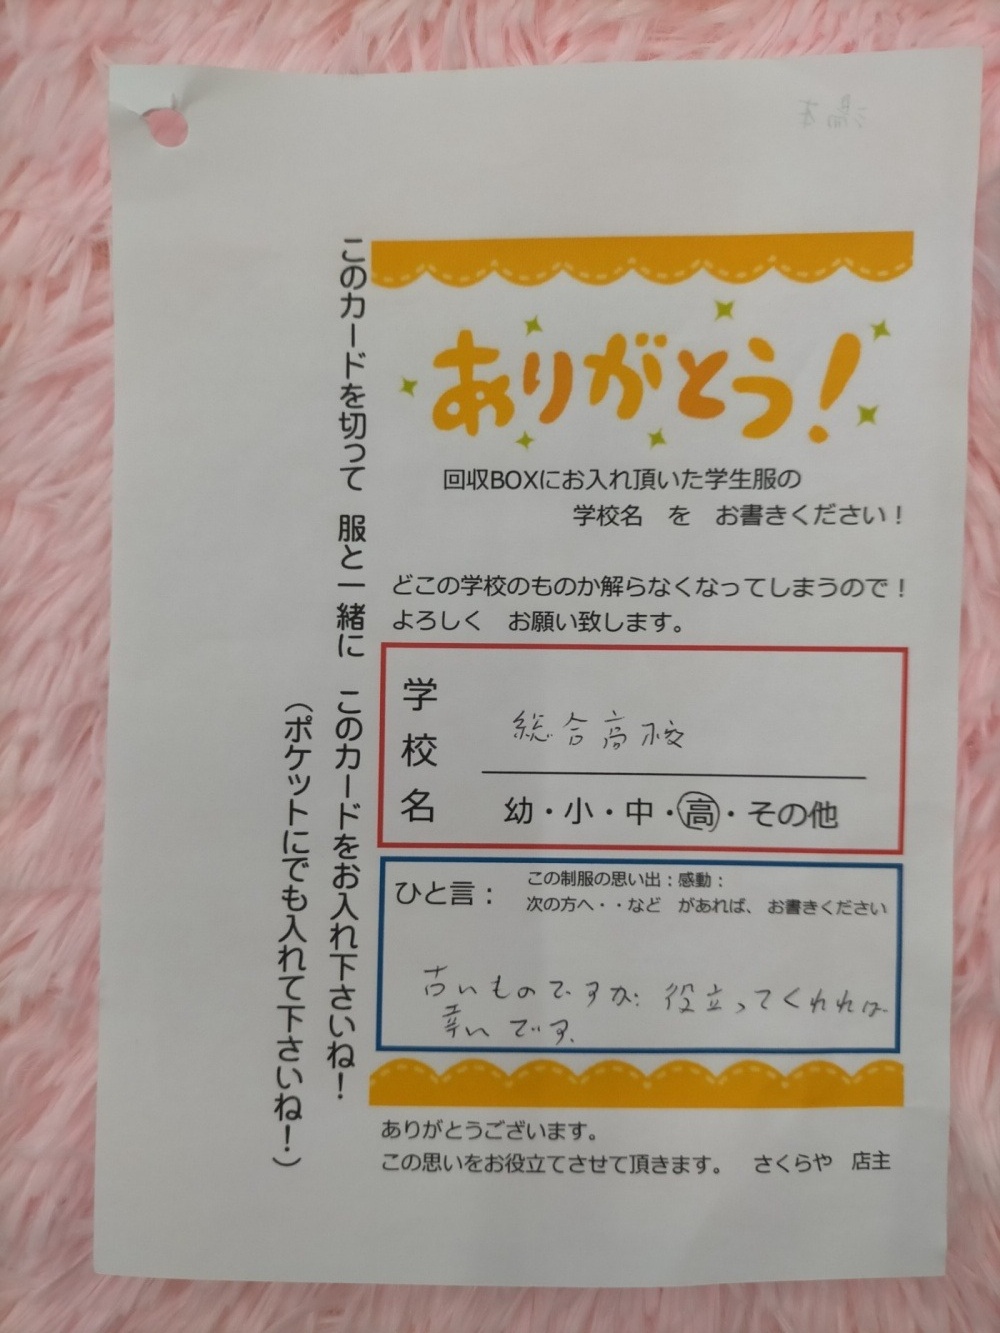 ありがとう！
回収BOXにお入れ頂いた学生服の
学校名　を　お書きください！
どこの学校のものか解らなくなってしまうので！
よろしく　お願い致します。
学校名
総合高校
幼・小・中・高・その他
ひと言：
この制服の思い出：感動：
次の方へ・・など　があれば、お書きください
古いものですが、役立ってくれれば
幸いです。
ありがとうございます。
この思いをお役立てさせて頂きます。　さくらや　店主
このカードを切って　服と一緒に　このカードをお入れ下さいね！
（ポケットにでも入れて下さいね！）